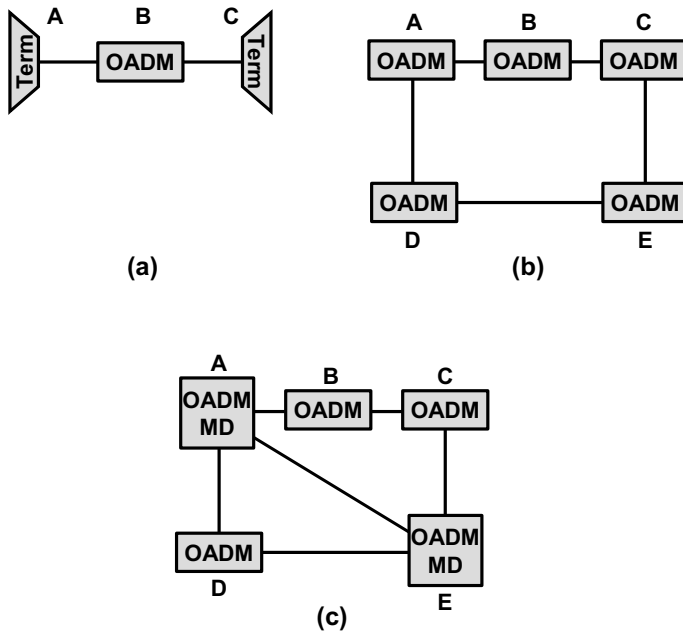 A B C
Term OADM Term
(a)
A B C
OADM OADM OADM
OADM OADM
D E
(b)
A B C
OADM MD OADM OADM
OADM OADM MD
D E
(c)